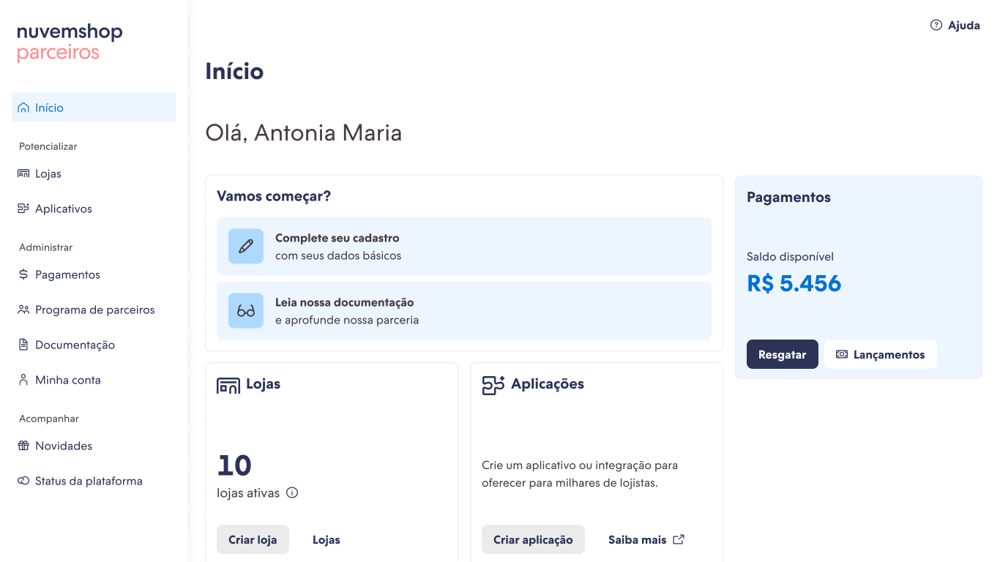 nuvemshop
parceiros
Início
Potencializar
Lojas
Aplicativos
Administrar
Pagamentos
Programa de parceiros
Documentação
Minha conta
Acompanhar
Novidades
Status da plataforma
Ajuda
Início
Olá, Antonia Maria
Vamos começar?
Complete seu cadastro
com seus dados básicos
Leia nossa documentação
e aprofunde nossa parceria
Pagamentos
Saldo disponível
R$ 5.456
Resgatar
Lançamentos
Lojas
10
lojas ativas
Criar loja
Lojas
Aplicações
Crie um aplicativo ou integração para
oferecer para milhares de lojistas.
Criar aplicação
Saiba mais